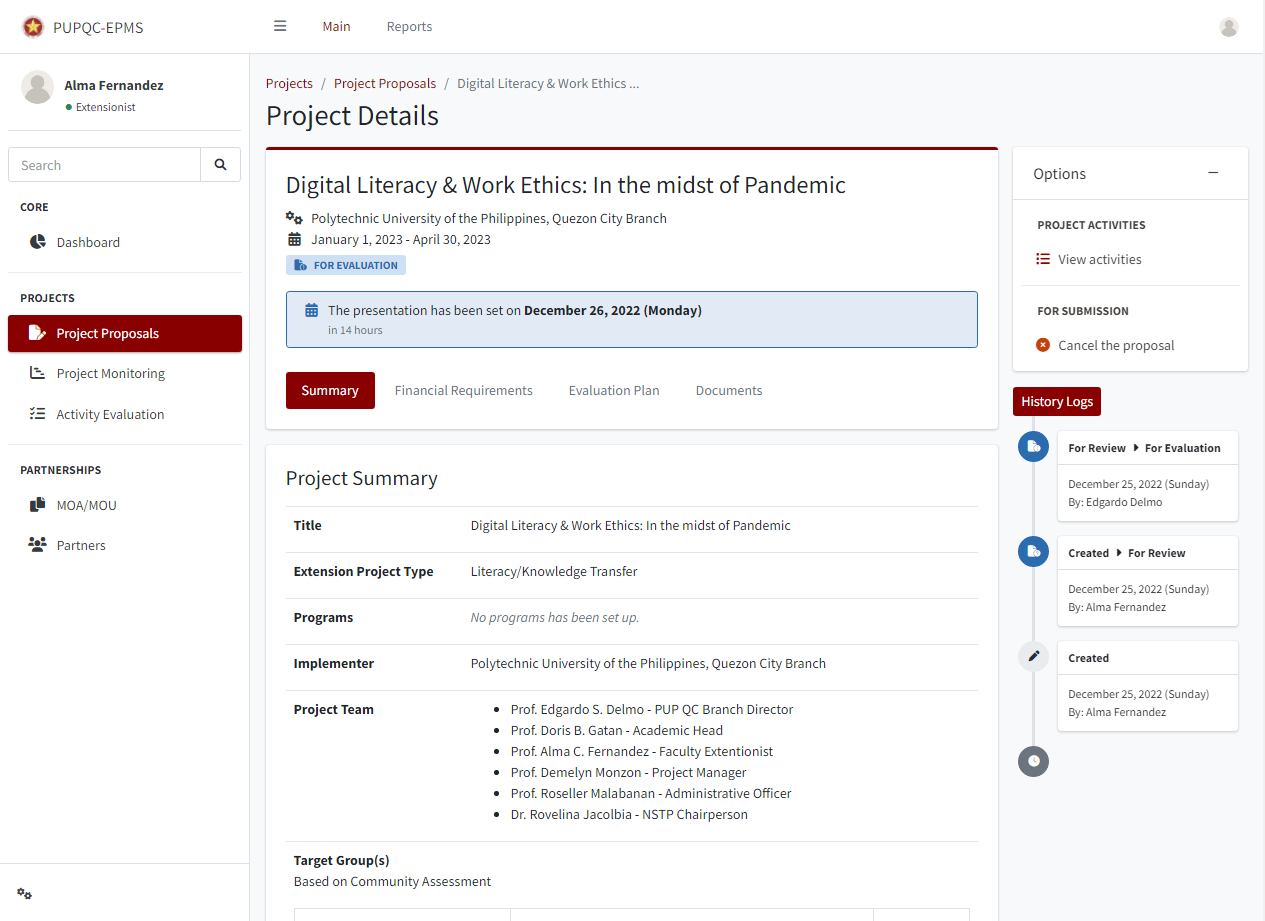 PUPQC-EPMS
Main
Reports
Alma Fernandez
Extensionist
Search
CORE
Dashboard
PROJECTS
Project Proposals
Project Monitoring
Activity Evaluation
PARTNERSHIPS
MOA/MOU
Partners
Projects / Project Proposals / Digital Literacy & Work Ethics ...
Project Details
Digital Literacy & Work Ethics: In the midst of Pandemic
Polytechnic University of the Philippines, Quezon City Branch
January 1, 2023 - April 30, 2023
FOR EVALUATION
The presentation has been set on December 26, 2022 (Monday)
in 14 hours
Summary
Financial Requirements
Evaluation Plan
Documents
Project Summary
Title
Digital Literacy & Work Ethics: In the midst of Pandemic
Extension Project Type
Literacy/Knowledge Transfer
Programs
No programs has been set up.
Implementer
Polytechnic University of the Philippines, Quezon City Branch
Project Team
Prof. Edgardo S. Delmo - PUP QC Branch Director
Prof. Doris B. Gatan - Academic Head
Prof. Alma C. Fernandez - Faculty Extentionist
Prof. Demelyn Monzon - Project Manager
Prof. Roseller Malabanan - Administrative Officer
Dr. Rovelina Jacolbia - NSTP Chairperson
Target Group(s)
Based on Community Assessment
Options
PROJECT ACTIVITIES
View activities
FOR SUBMISSION
Cancel the proposal
History Logs
For Review For Evaluation
December 25, 2022 (Sunday)
By: Edgardo Delmo
Created For Review
December 25, 2022 (Sunday)
By: Alma Fernandez
Created
December 25, 2022 (Sunday)
By: Alma Fernandez